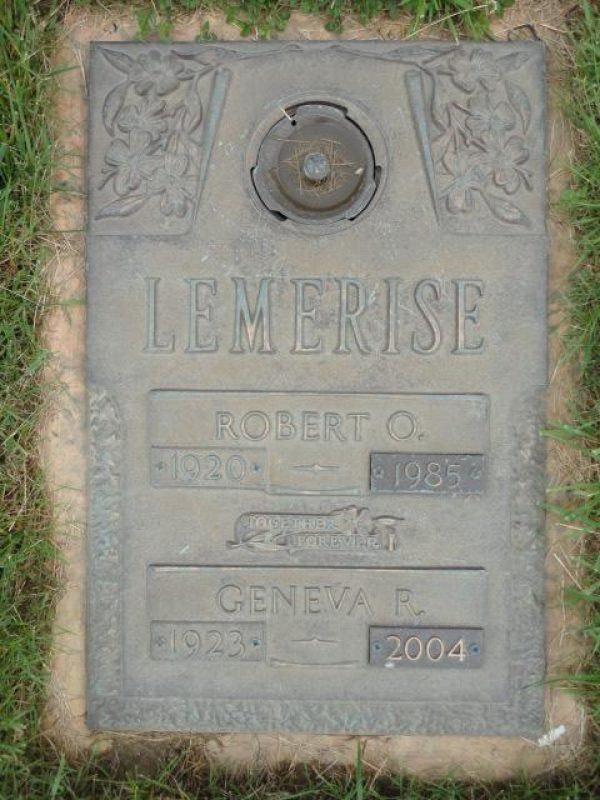 LEMERISE
ROBERT O.
1920 1985
TOGETHER
FOREVER
GENEVA R.
1923 2004